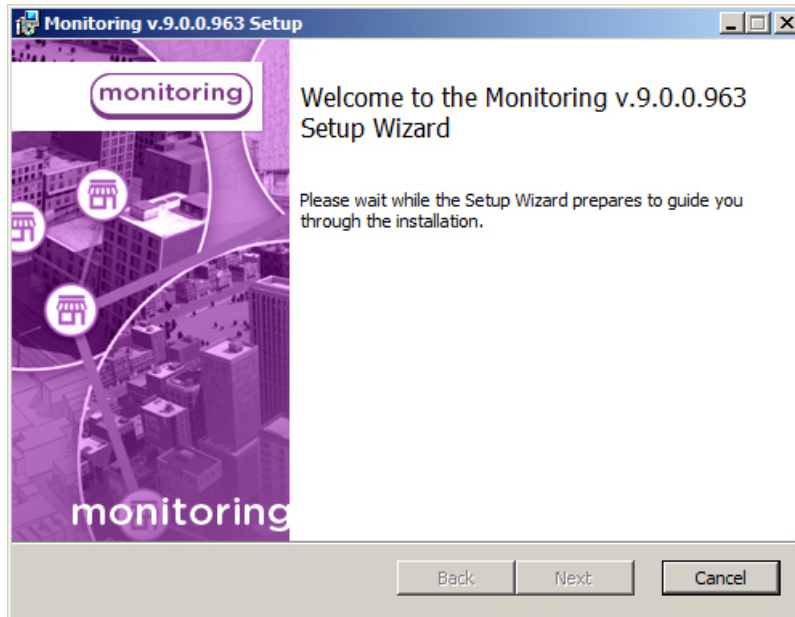 Monitoring v.9.0.0.963 Setup
monitoring
Welcome to the Monitoring v.9.0.0.963
Setup Wizard
Please wait while the Setup Wizard prepares to guide you
through the installation.
monitoring
Back Next Cancel